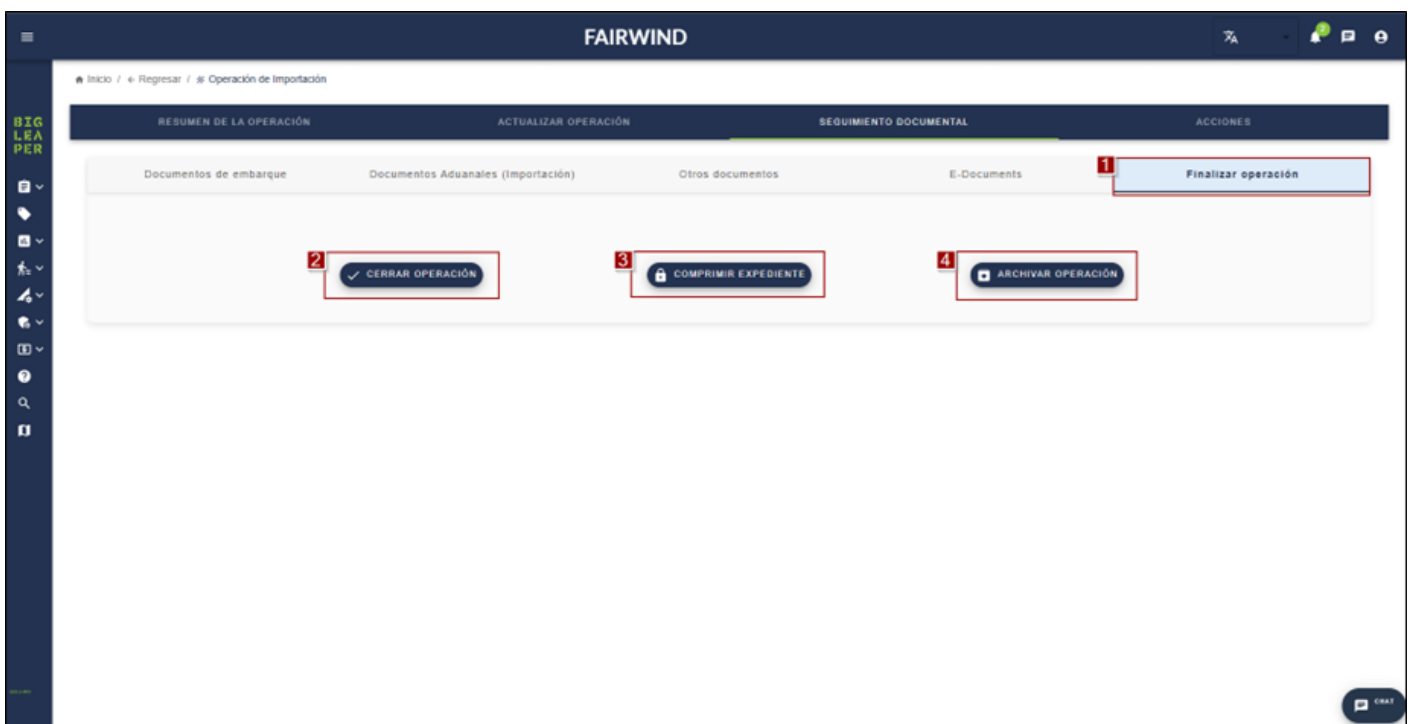 FAIRWIND
2
Inicio / Regresar / Operación de Importación
BIG
LEA
PER
RESUMEN DE LA OPERACIÓN
ACTUALIZAR OPERACIÓN
SEGUIMIENTO DOCUMENTAL
ACCIONES
Documentos de embarque
Documentos Aduanales (Importación)
Otros documentos
E-Documents
1
Finalizar operación
2
CERRAR OPERACIÓN
3
COMPRIMIR EXPEDIENTE
4
ARCHIVAR OPERACIÓN
CHAT